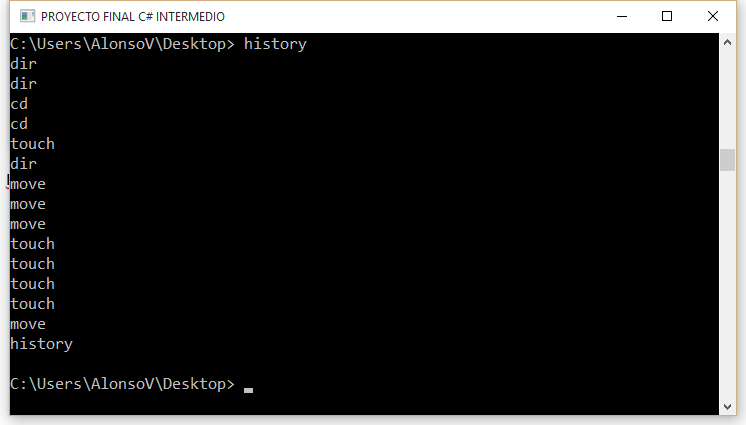 PROYECTO FINAL C# INTERMEDIO
C:\Users\AlonsoV\Desktop> history
dir
dir
cd
cd
touch
dir
move
move
move
touch
touch
touch
touch
move
history
C:\Users\AlonsoV\Desktop>